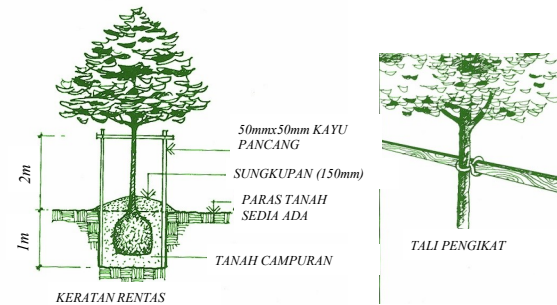 50mmx50mm KAYU
PANCANG
SUNGKUPAN (150mm)
PARAS TANAH
SEDIA ADA
TANAH CAMPURAN
2m
1m
KERATAN RENTAS
TALI PENGIKAT